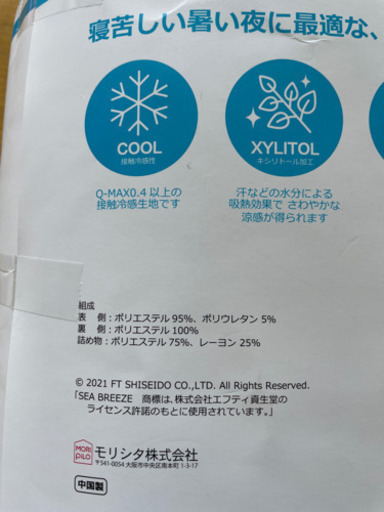 寝苦しい暑い夜に最適な、
COOL
接触冷感性
Q-MAX0.4 以上の
接触冷感生地です
XYLITOL
キシリトール加工
汗などの水分による
吸熱効果で さわやかな
涼感が得られます
組成
表　側：ポリエステル 95%、ポリウレタン 5%
裏　側：ポリエステル 100%
詰め物：ポリエステル 75%、レーヨン 25%
© 2021 FT SHISEIDO CO.,LTD. All Rights Reserved.
「SEA BREEZE　商標は、株式会社エフティ資生堂の
ライセンス許諾のもとに使用されています。」
MORI PiLO
モリシタ株式会社
〒541-0054 大阪市中央区南本町 1-3-17
中国製